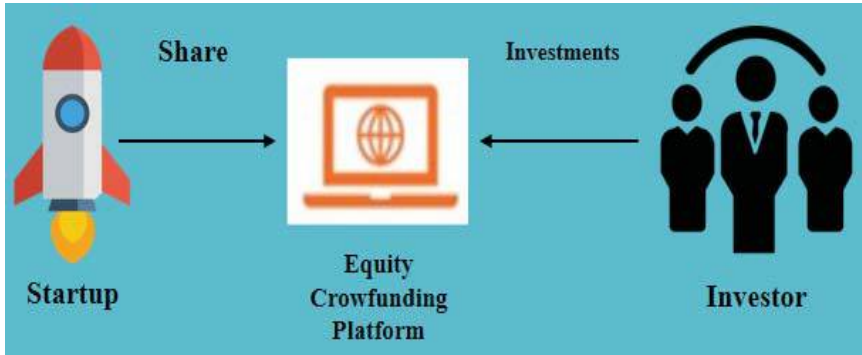 Share
Investments
Startup
Equity
Crowfunding
Platform
Investor